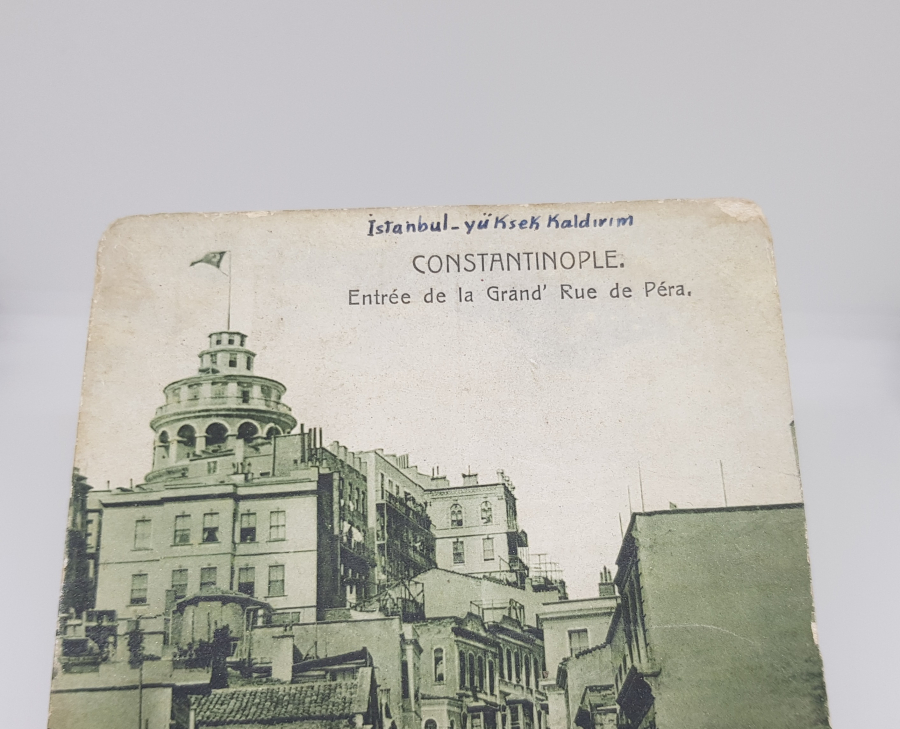 İstanbul-yüksek Kaldırım
CONSTANTINOPLE.
Entrée de la Grand' Rue de Péra.